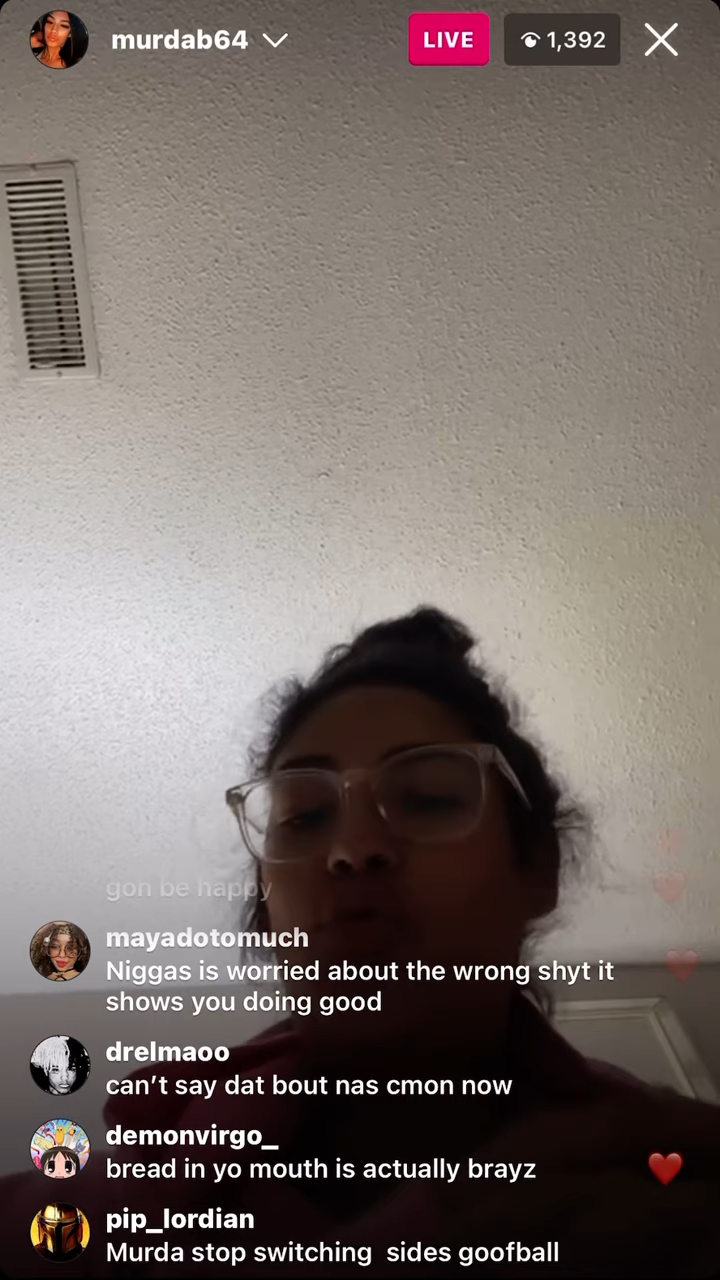 murdab64
LIVE
1,392
gon be happy
mayadotomuch
Niggas is worried about the wrong shyt it
shows you doing good
drelmaoo
can't say dat bout nas cmon now
demonvirgo_
bread in yo mouth is actually brayz
pip_lordian
Murda stop switching  sides goofball